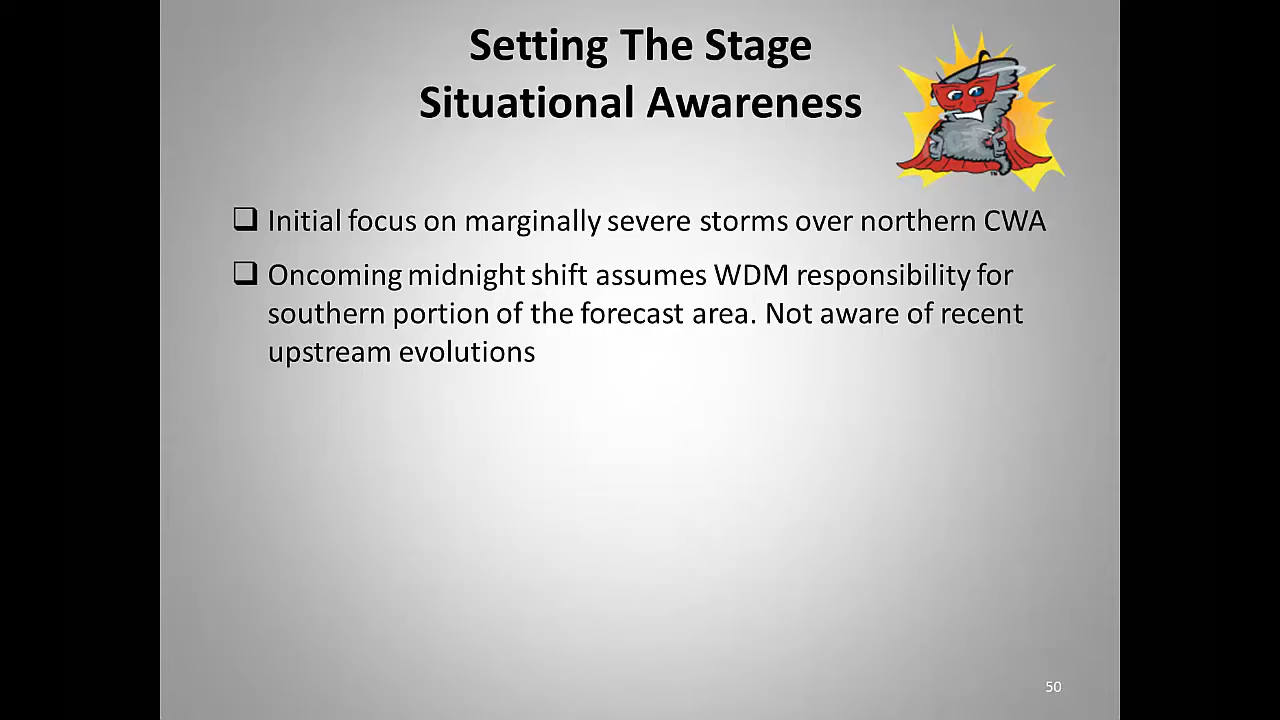 Setting The Stage
Situational Awareness
❑ Initial focus on marginally severe storms over northern CWA
❑ Oncoming midnight shift assumes WDM responsibility for
southern portion of the forecast area. Not aware of recent
upstream evolutions
50